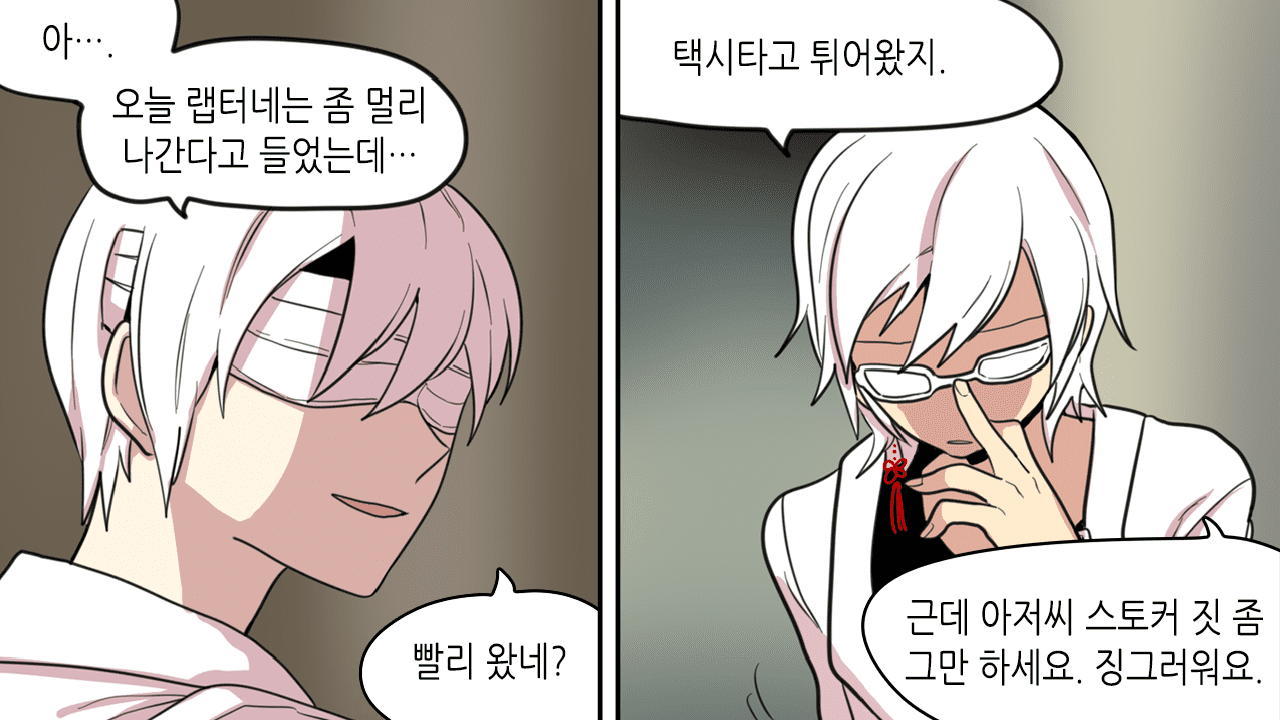 아….
오늘 랩터네는 좀 멀리
나간다고 들었는데…
빨리 왔네?
택시타고 튀어왔지.
근데 아저씨 스토커 짓 좀
그만 하세요. 징그러워요.